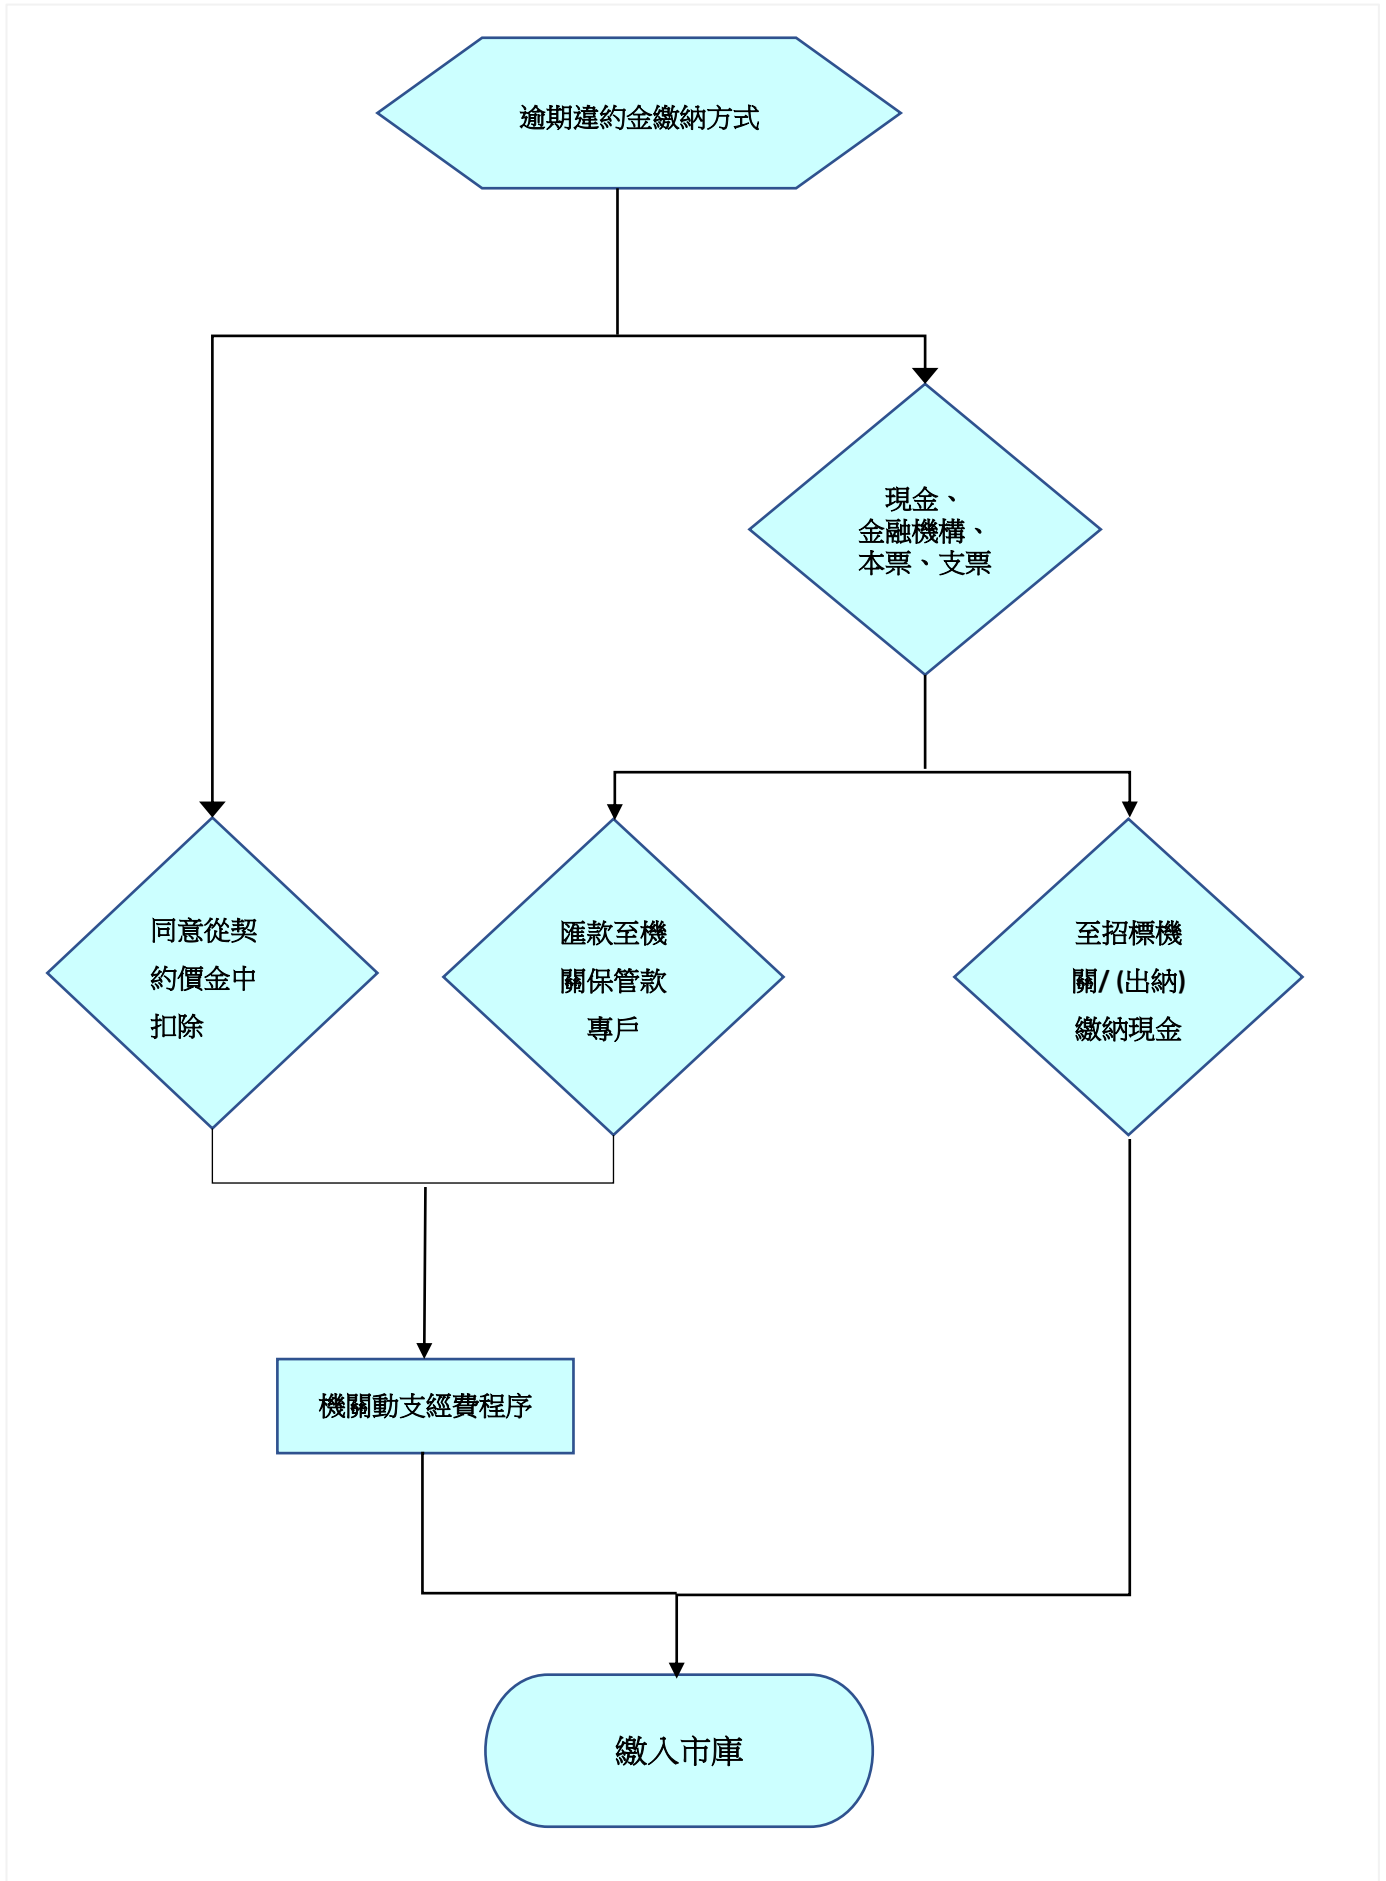 逾期違約金繳納方式
現金、
金融機構、
本票、支票
同意從契
約價金中
扣除
匯款至機
關保管款
專戶
至招標機
關/ (出納)
繳納現金
機關動支經費程序
繳入市庫